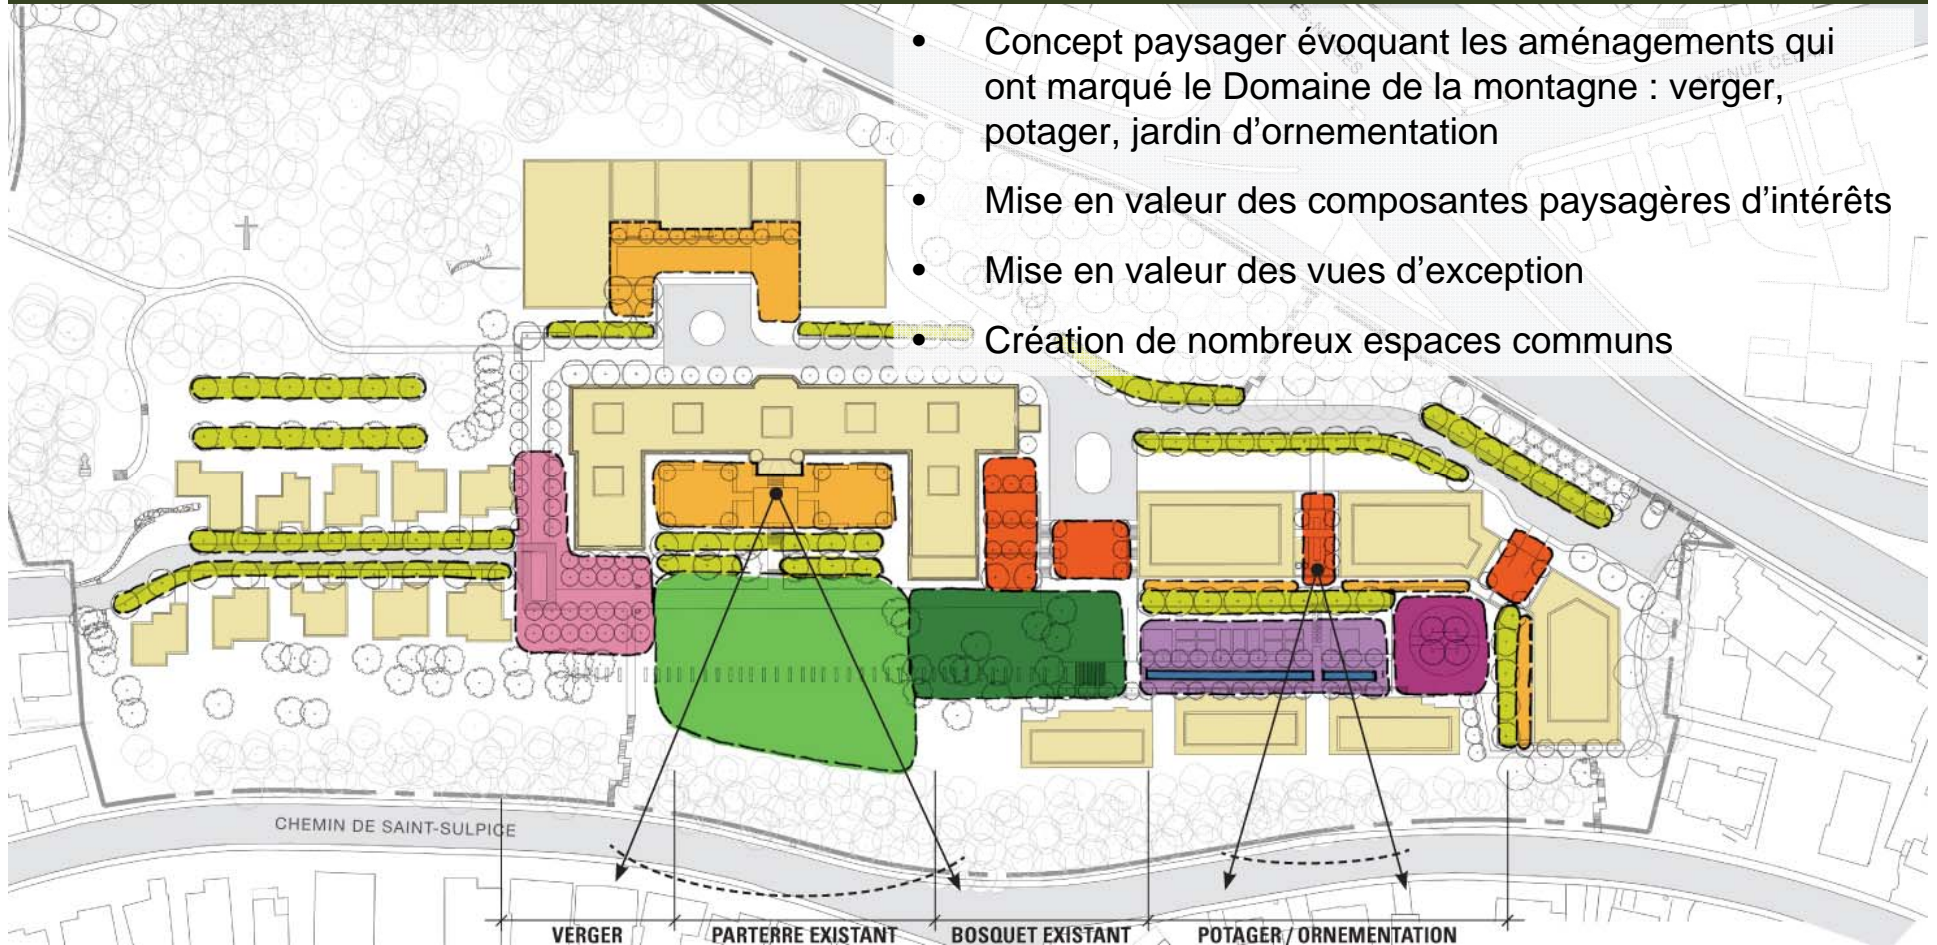 • Concept paysager évoquant les aménagements qui
ont marqué le Domaine de la montagne : verger,
potager, jardin d’ornementation
• Mise en valeur des composantes paysagères d’intérêts
• Mise en valeur des vues d’exception
• Création de nombreux espaces communs
CHEMIN DE SAINT-SULPICE
VERGER
PARTERRE EXISTANT
BOSQUET EXISTANT
POTAGER / ORNEMENTATION